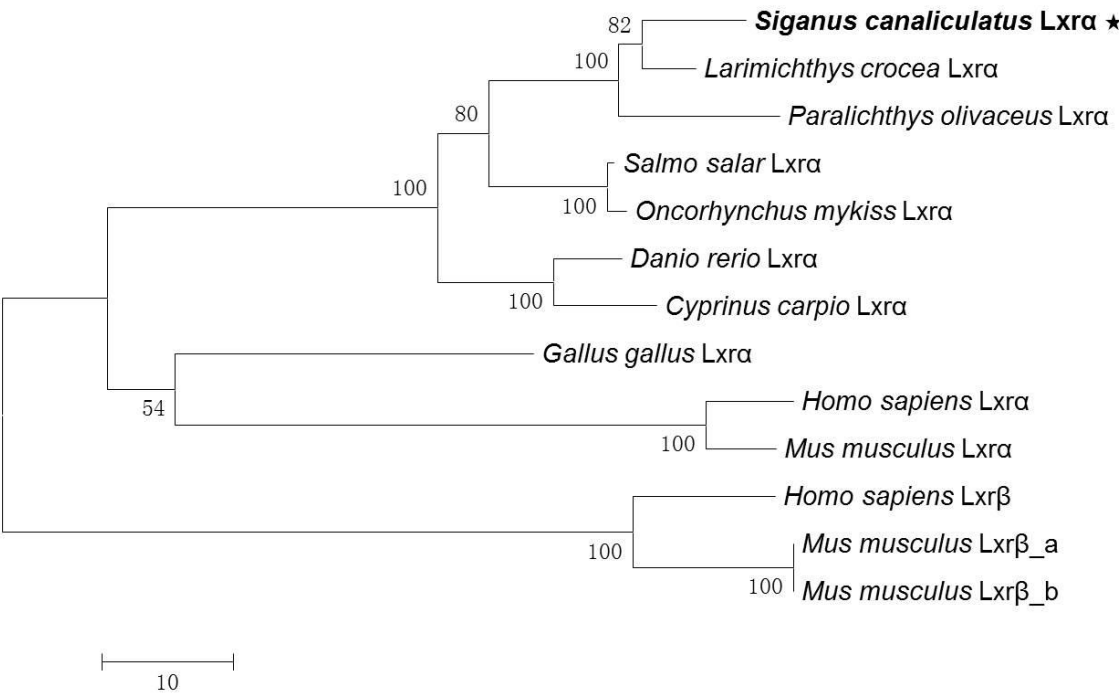 82
Siganus canaliculatus Lxrα ★
100
Larimichthys crocea Lxrα
80
Paralichthys olivaceus Lxrα
100
Salmo salar Lxrα
100
Oncorhynchus mykiss Lxrα
Danio rerio Lxrα
100
Cyprinus carpio Lxrα
Gallus gallus Lxrα
54
Homo sapiens Lxrα
100
Mus musculus Lxrα
Homo sapiens Lxrβ
100
Mus musculus Lxrβ_a
100
Mus musculus Lxrβ_b
10